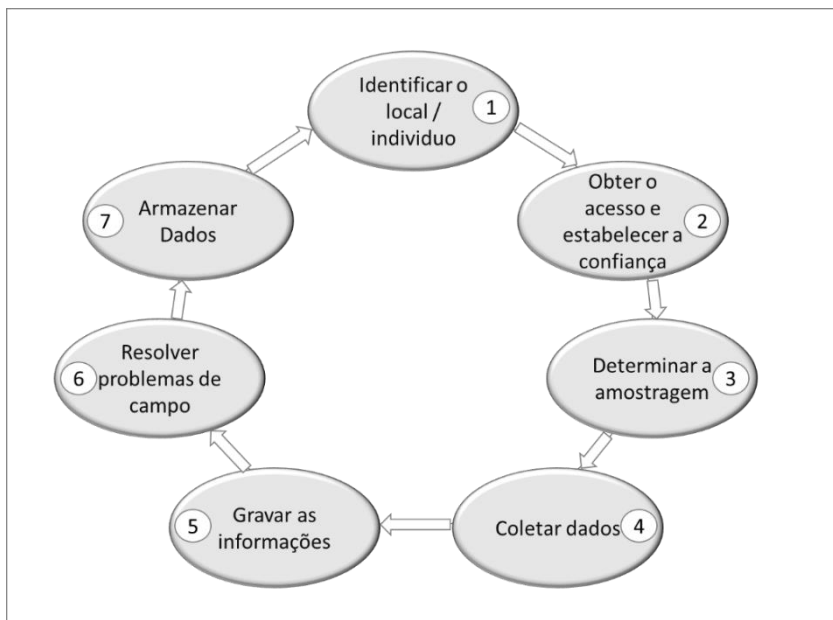 Identificar o
local /
individuo
1
Obter o
acesso e
estabelecer a
confiança
2
Determinar a
amostragem
3
Coletar dados
4
Gravar as
informações
5
Resolver
problemas de
campo
6
Armazenar
Dados
7